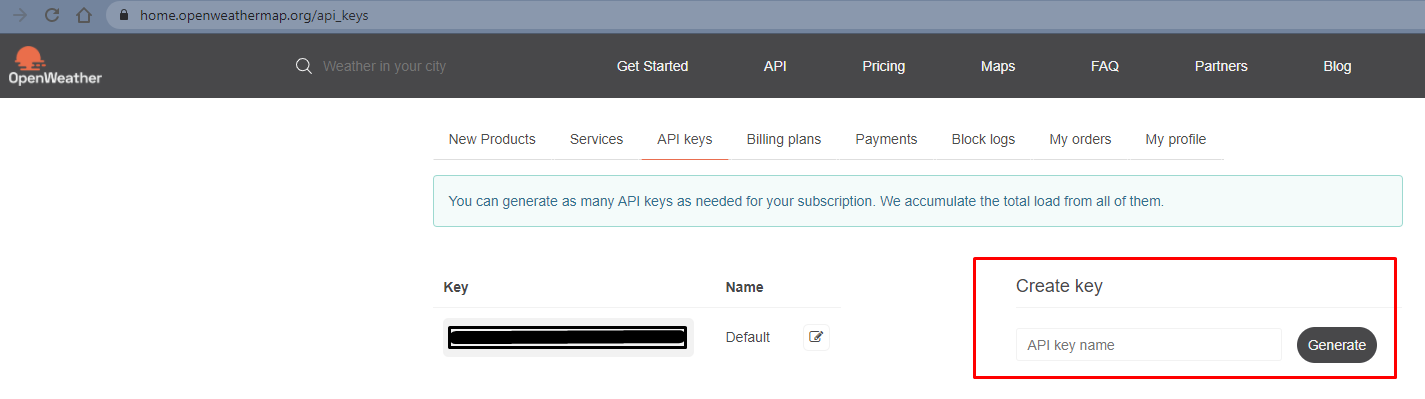 home.openweathermap.org/api_keys
OpenWeather
Weather in your city
Get Started API Pricing Maps FAQ Partners Blog
New Products Services API keys Billing plans Payments Block logs My orders My profile
You can generate as many API keys as needed for your subscription. We accumulate the total load from all of them.
Key Name Create key
Default API key name Generate